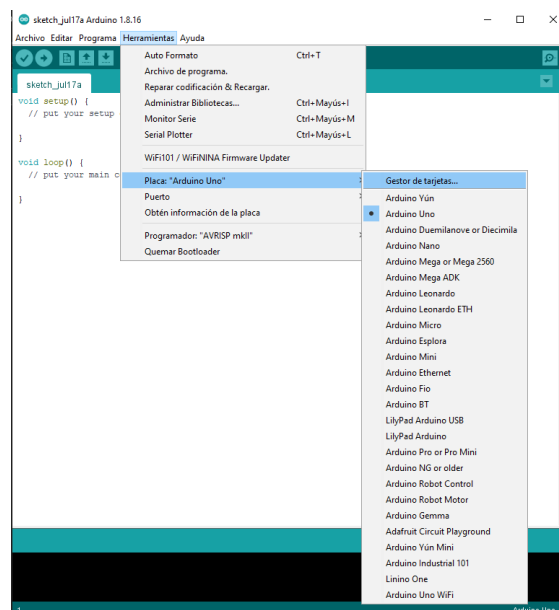 sketch_jul17a Arduino 1.8.16
Archivo Editar Programa Herramientas Ayuda
sketch_jul17a
void setup() {
// put your setup
}
void loop() {
// put your main c
}
Auto Formato Ctrl+T
Archivo de programa.
Reparar codificación & Recargar.
Administrar Bibliotecas... Ctrl+Mayús+I
Monitor Serie Ctrl+Mayús+M
Serial Plotter Ctrl+Mayús+L
WiFi101 / WiFiNINA Firmware Updater
Placa: "Arduino Uno"
Puerto
Obtén información de la placa
Programador: "AVRISP mkII"
Quemar Bootloader
Gestor de tarjetas...
Arduino Yún
Arduino Uno
Arduino Duemilanove or Diecimila
Arduino Nano
Arduino Mega or Mega 2560
Arduino Mega ADK
Arduino Leonardo
Arduino Leonardo ETH
Arduino Micro
Arduino Esplora
Arduino Mini
Arduino Ethernet
Arduino Fio
Arduino BT
LilyPad Arduino USB
LilyPad Arduino
Arduino Pro or Pro Mini
Arduino NG or older
Arduino Robot Control
Arduino Robot Motor
Arduino Gemma
Adafruit Circuit Playground
Arduino Yún Mini
Arduino Industrial 101
Linino One
Arduino Uno WiFi
1